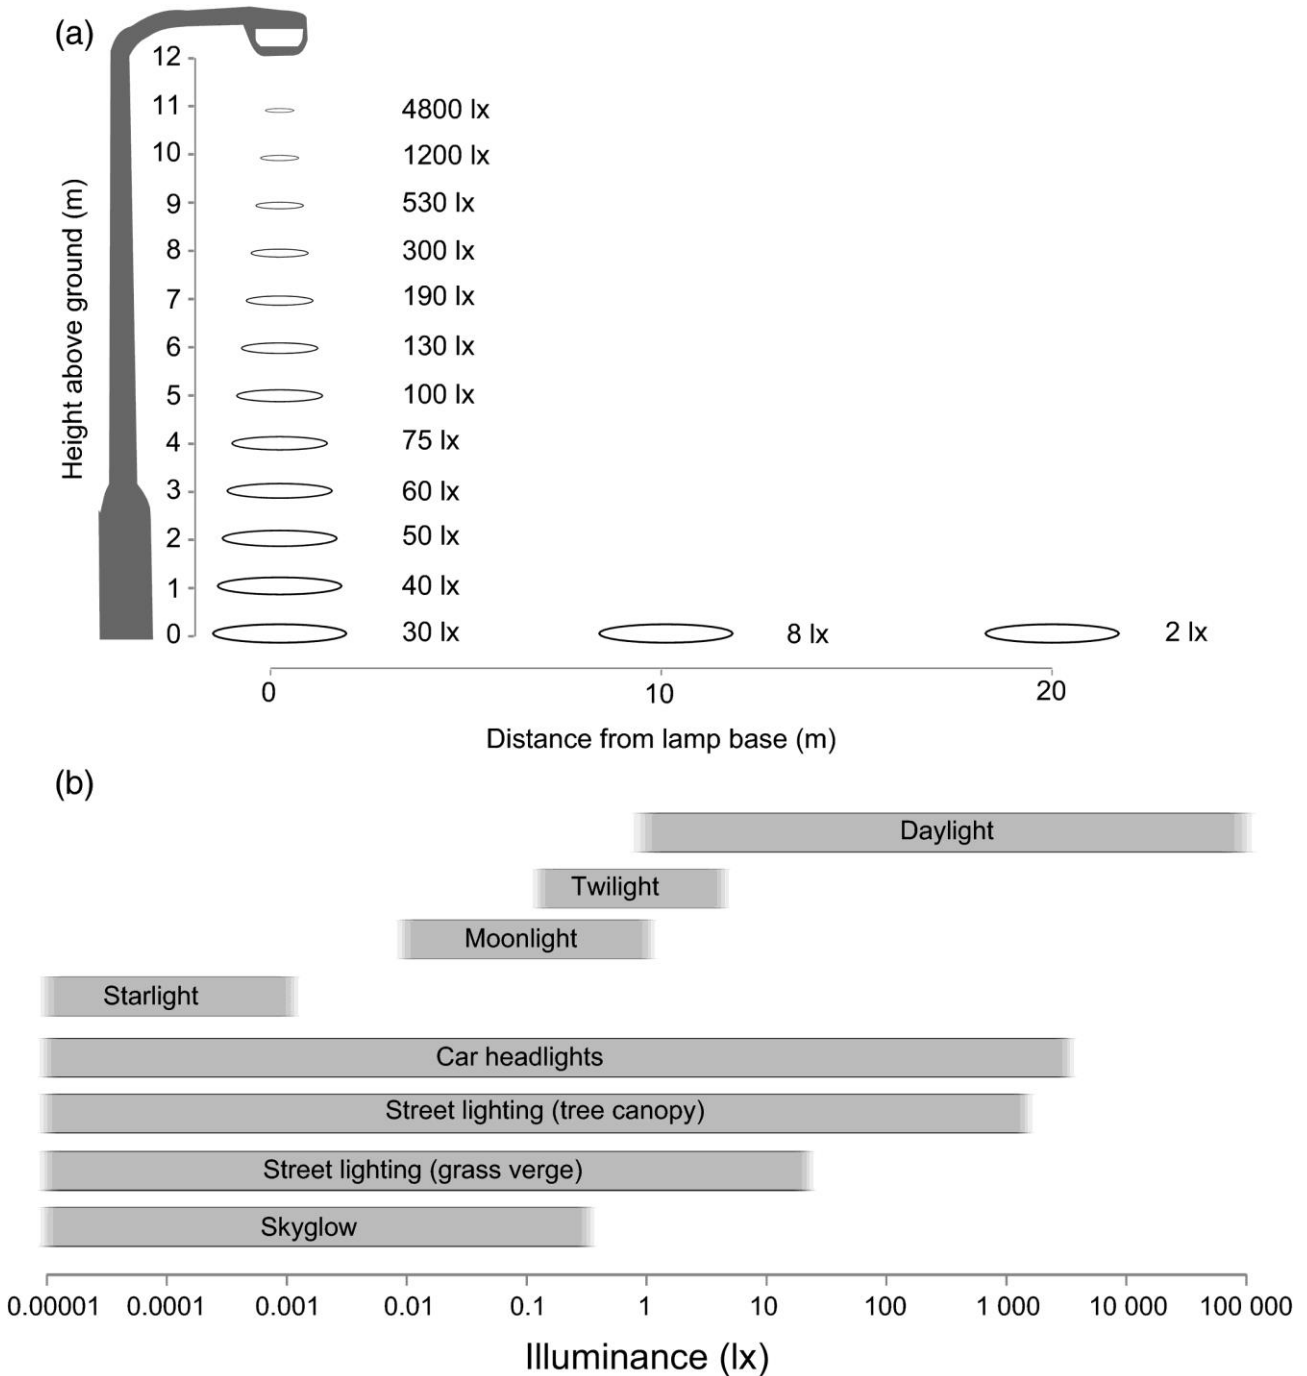 (a)
12
11 4800 lx
10 1200 lx
9 530 lx
8 300 lx
7 190 lx
6 130 lx
5 100 lx
4 75 lx
3 60 lx
2 50 lx
1 40 lx
0 30 lx 8 lx 2 lx
Height above ground (m)
0 10 20
Distance from lamp base (m)
(b)
Daylight
Twilight
Moonlight
Starlight
Car headlights
Street lighting (tree canopy)
Street lighting (grass verge)
Skyglow
0.00001 0.0001 0.001 0.01 0.1 1 10 100 1 000 10 000 100 000
Illuminance (lx)